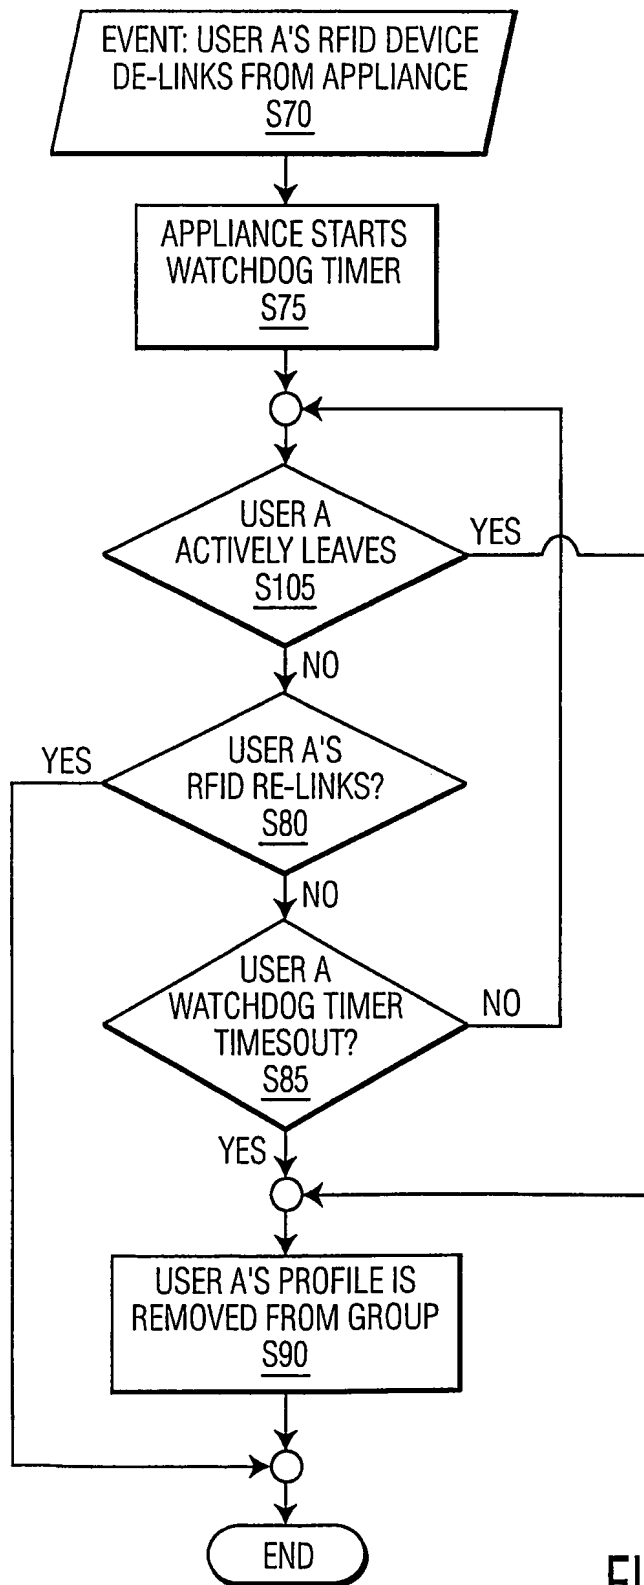 EVENT: USER A'S RFID DEVICE
DE-LINKS FROM APPLIANCE
S70
APPLIANCE STARTS
WATCHDOG TIMER
S75
USER A
ACTIVELY LEAVES
S105
YES
NO
USER A'S
RFID RE-LINKS?
S80
YES
NO
USER A
WATCHDOG TIMER
TIMESOUT?
S85
NO
YES
USER A'S PROFILE IS
REMOVED FROM GROUP
S90
END